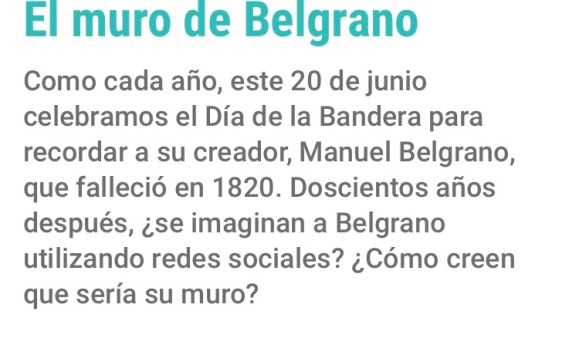 El muro de Belgrano
Como cada año, este 20 de junio
celebramos el Día de la Bandera para
recordar a su creador, Manuel Belgrano,
que falleció en 1820. Doscientos años
después, ¿se imaginan a Belgrano
utilizando redes sociales? ¿Cómo creen
que sería su muro?